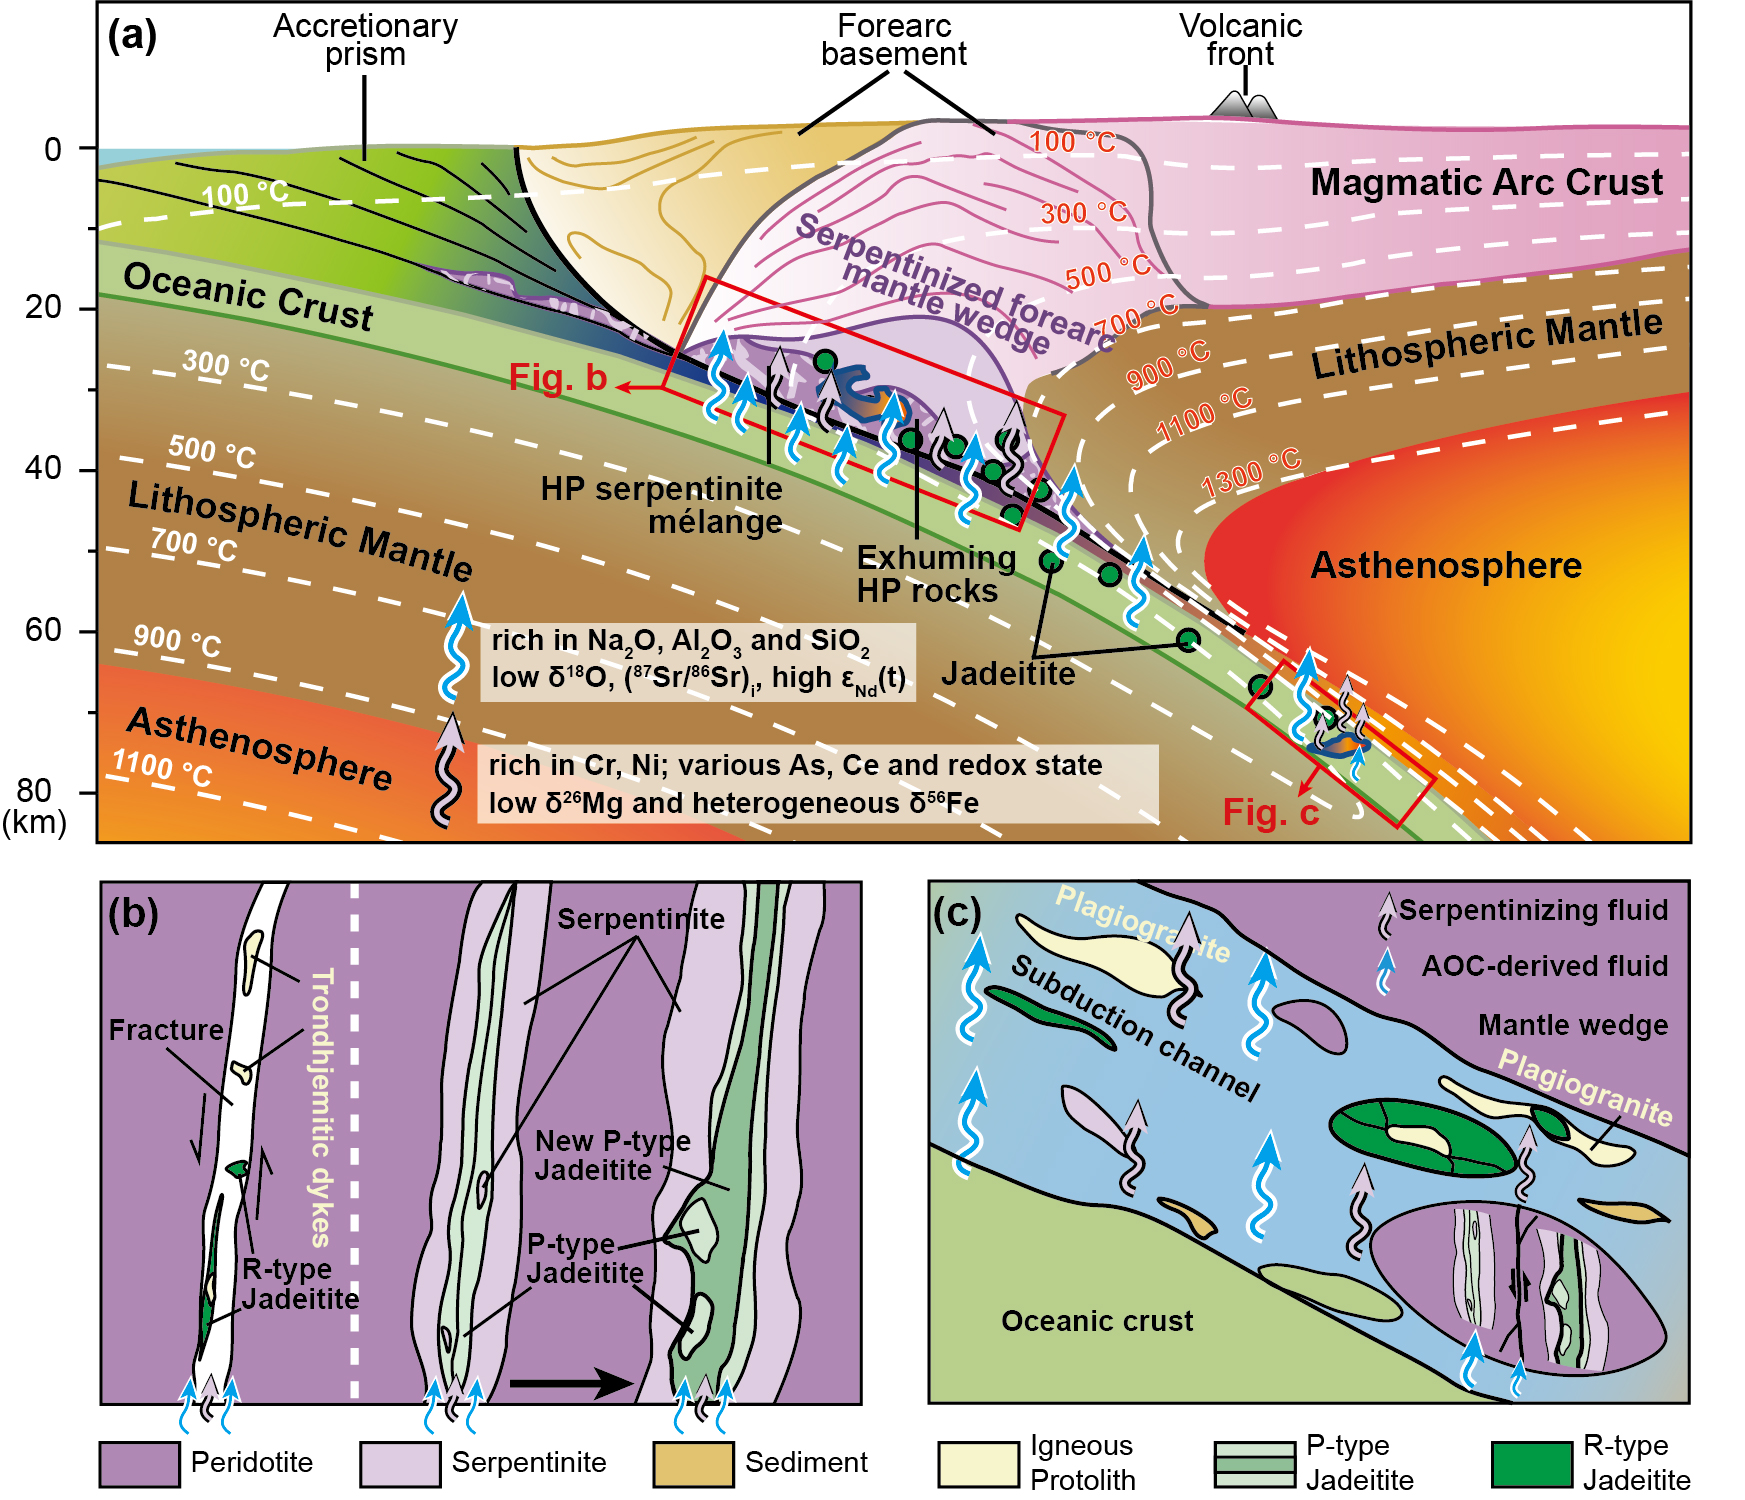 (a)
Accretionary
prism
Forearc
basement
Volcanic
front
0
20
40
60
80
(km)
100 °C
Oceanic Crust
300 °C
500 °C
Lithospheric Mantle
700 °C
900 °C
Asthenosphere
1100 °C
Serpentinized forearc
mantle wedge
100 °C
300 °C
500 °C
700 °C
900 °C
1100 °C
1300 °C
Magmatic Arc Crust
Lithospheric Mantle
Asthenosphere
Fig. b
HP serpentinite
mélange
Exhuming
HP rocks
Jadeitite
Fig. c
rich in Na₂O, Al₂O₃ and SiO₂
low δ¹⁸O, (⁸⁷Sr/⁸⁶Sr)ᵢ, high ε_Nd(t)
rich in Cr, Ni; various As, Ce and redox state
low δ²⁶Mg and heterogeneous δ⁵⁶Fe
(b)
Fracture
Trondhjemitic dykes
R-type
Jadeitite
Serpentinite
New P-type
Jadeitite
P-type
Jadeitite
(c)
Plagiogranite
Subduction channel
Serpentinizing fluid
AOC-derived fluid
Mantle wedge
Plagiogranite
Oceanic crust
Peridotite
Serpentinite
Sediment
Igneous
Protolith
P-type
Jadeitite
R-type
Jadeitite